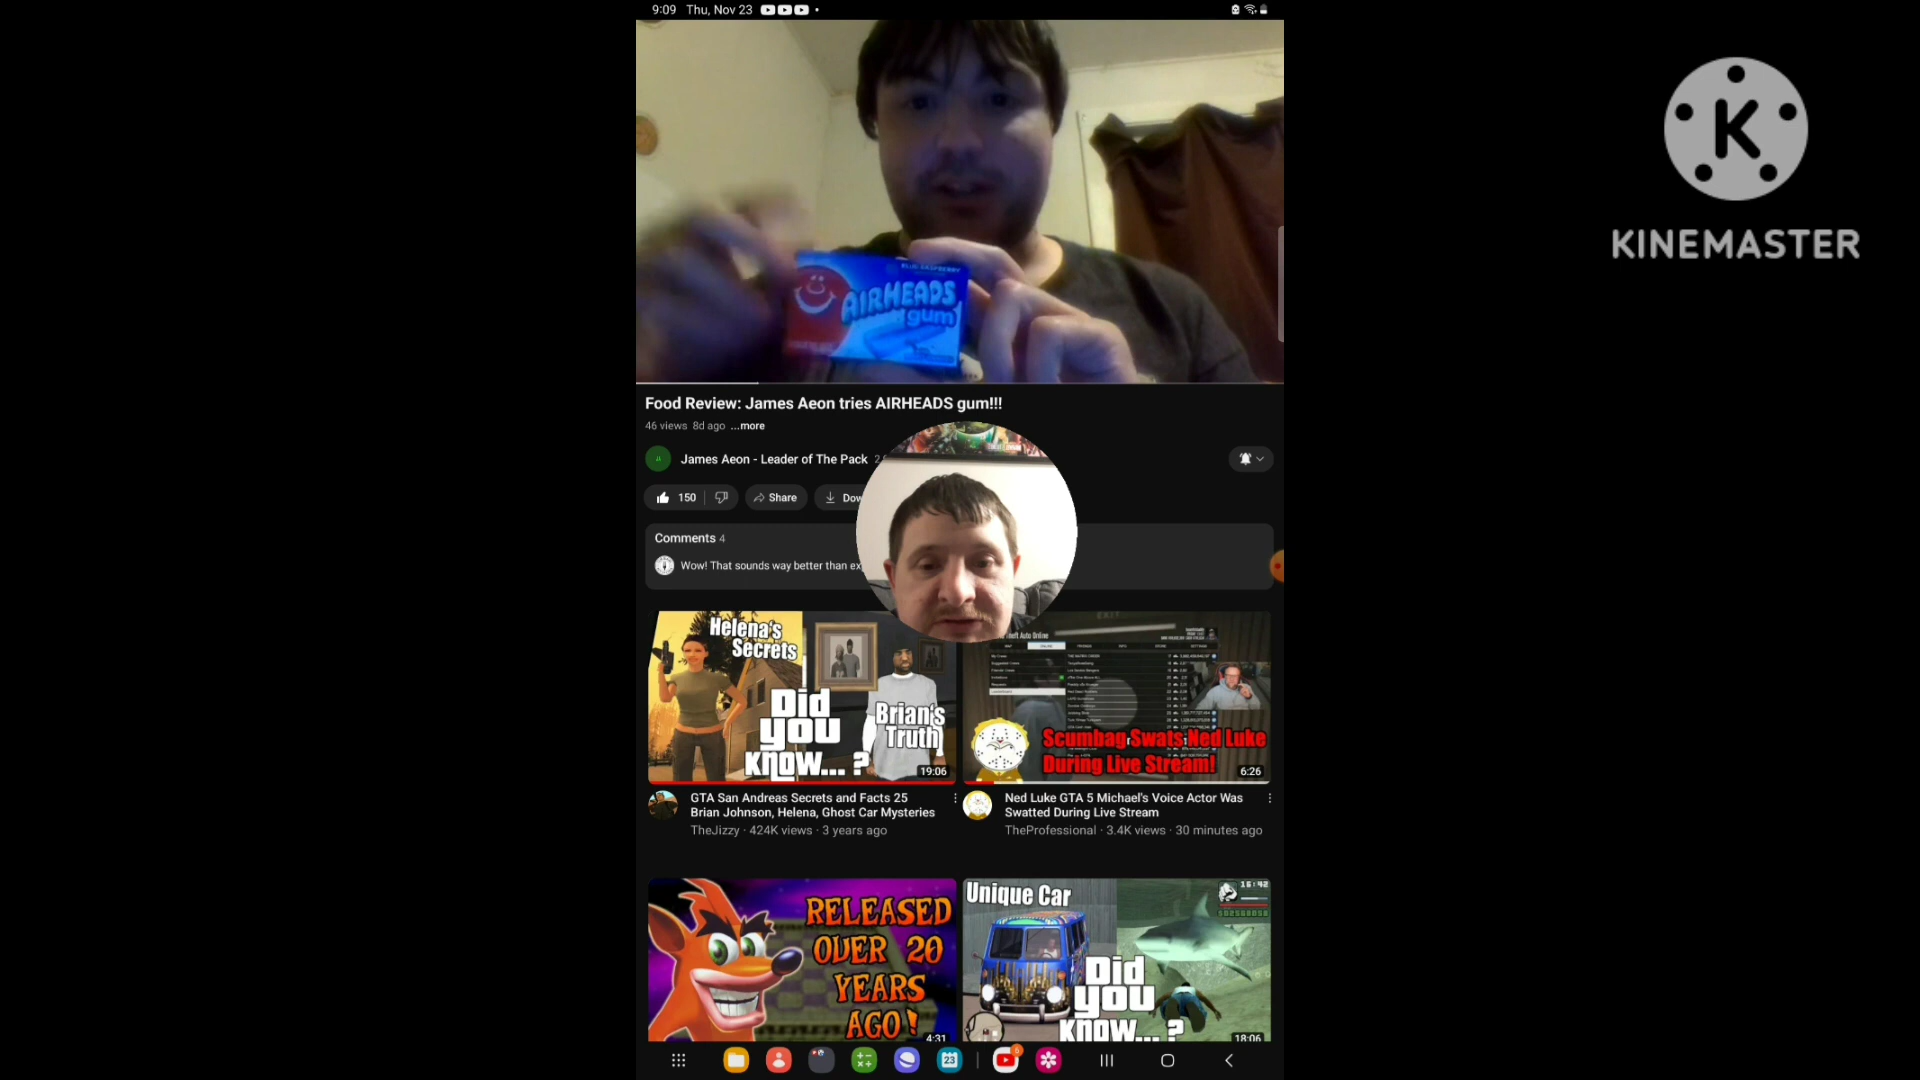 9:09 Thu, Nov 23
BLUE RASPBERRY
AIRHEADS
gum
K
KINEMASTER
Food Review: James Aeon tries AIRHEADS gum!!!
46 views 8d ago ...more
James Aeon - Leader of The Pack
150
Share
Comments 4
Wow! That sounds way better than
Helena's
Secrets
Did
you
know... ?
Brian's
Truth
19:06
Scumbag Swats Ned Luke
During Live Stream!
6:26
GTA San Andreas Secrets and Facts 25
Brian Johnson, Helena, Ghost Car Mysteries
TheJizzy · 424K views · 3 years ago
Ned Luke GTA 5 Michael's Voice Actor Was
Swatted During Live Stream
TheProfessional · 3.4K views · 30 minutes ago
RELEASED
OVER 20
YEARS
AGO!
4:31
Unique Car
16:42
Did
you
know... ?
18:06
23